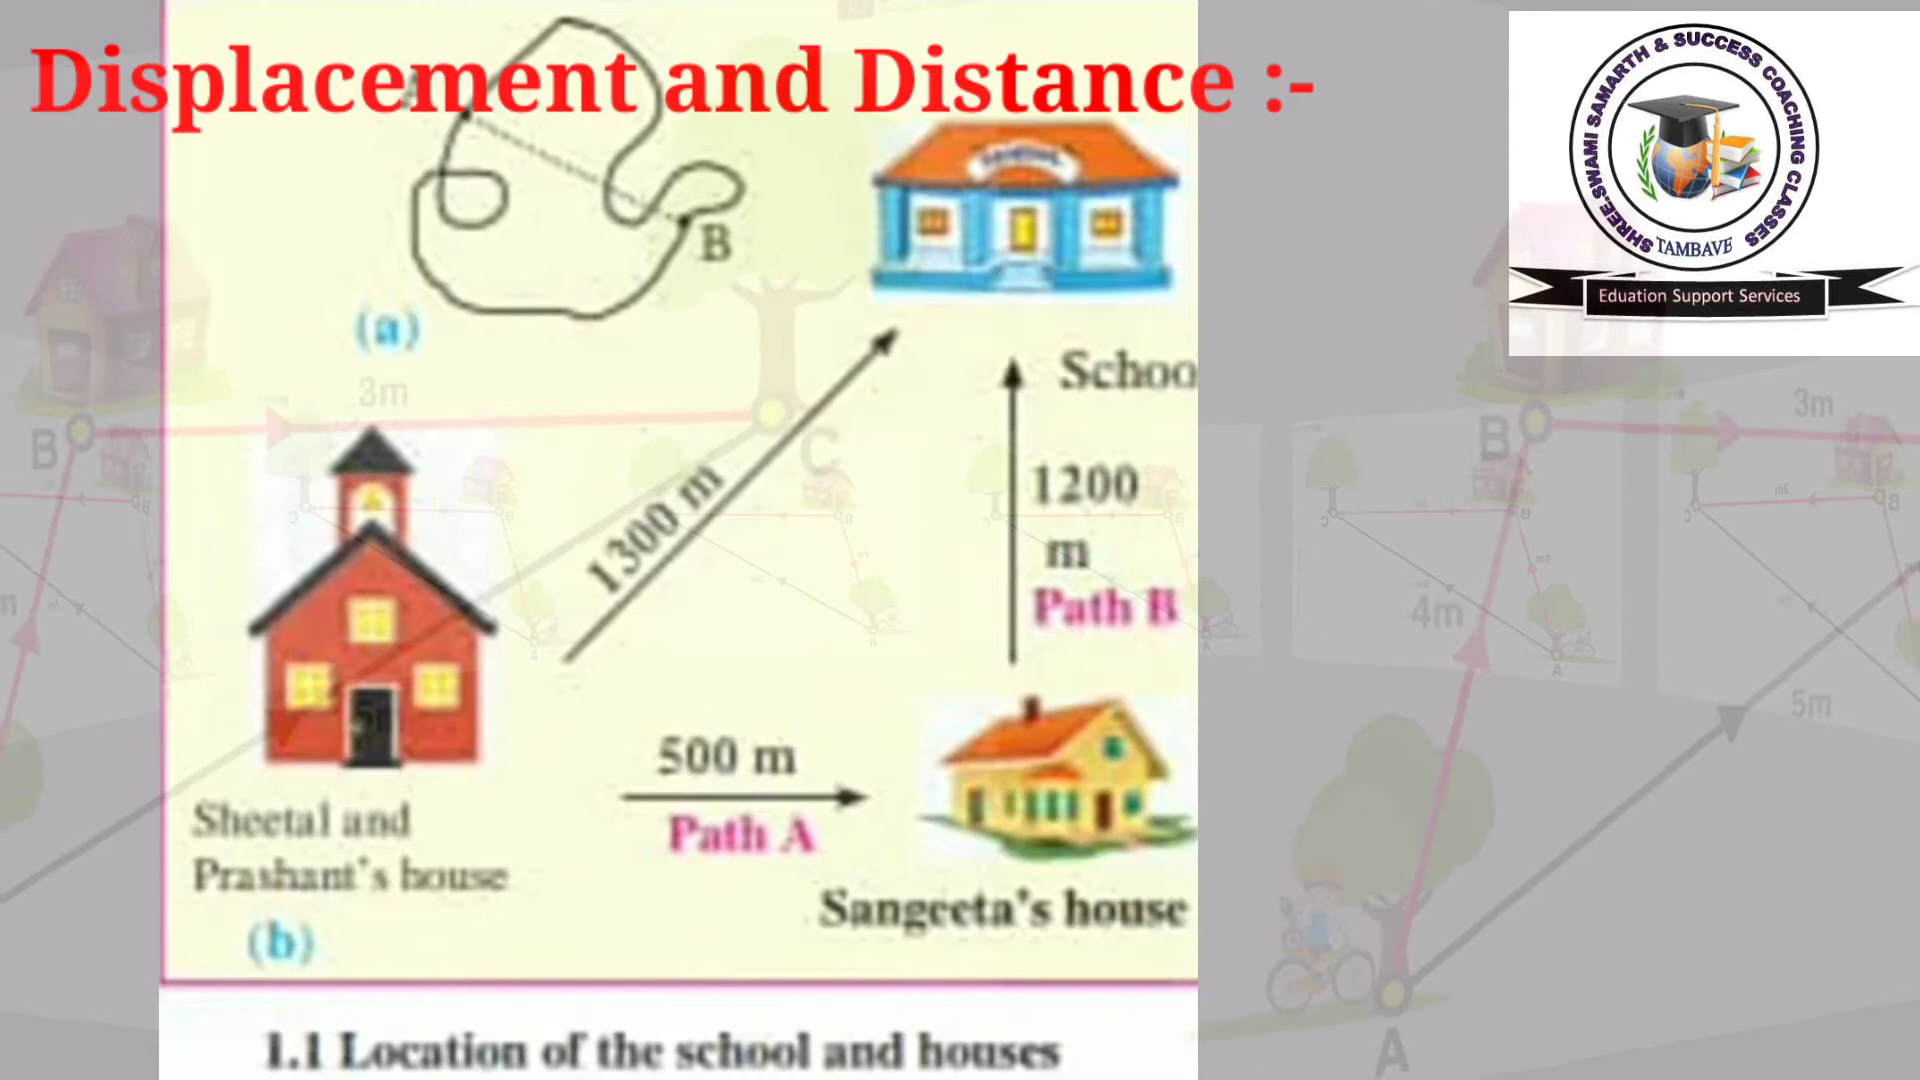 Displacement and Distance :-
A
B
(a)
Schoo
1300 m
1200
m
Path B
500 m
Path A
Sheetal and
Prashant's house
Sangeeta's house
(b)
1.1 Location of the school and houses
SHREE.SWAMI SAMARTH & SUCCESS COACHING CLASSES
TAMBAVE
Eduation Support Services
3m
B
C
B
3m
4m
5m
A